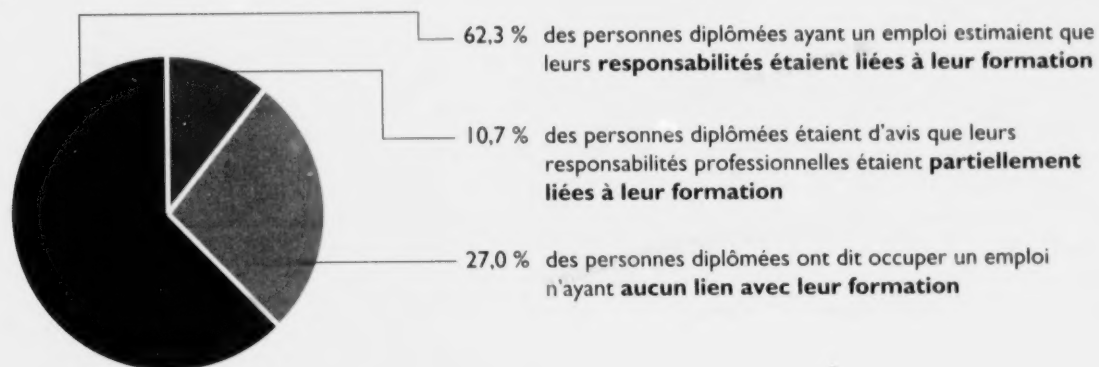 62,3 % des personnes diplômées ayant un emploi estimaient que
leurs responsabilités étaient liées à leur formation
10,7 % des personnes diplômées étaient d'avis que leurs
responsabilités professionnelles étaient partiellement
liées à leur formation
27,0 % des personnes diplômées ont dit occuper un emploi
n'ayant aucun lien avec leur formation